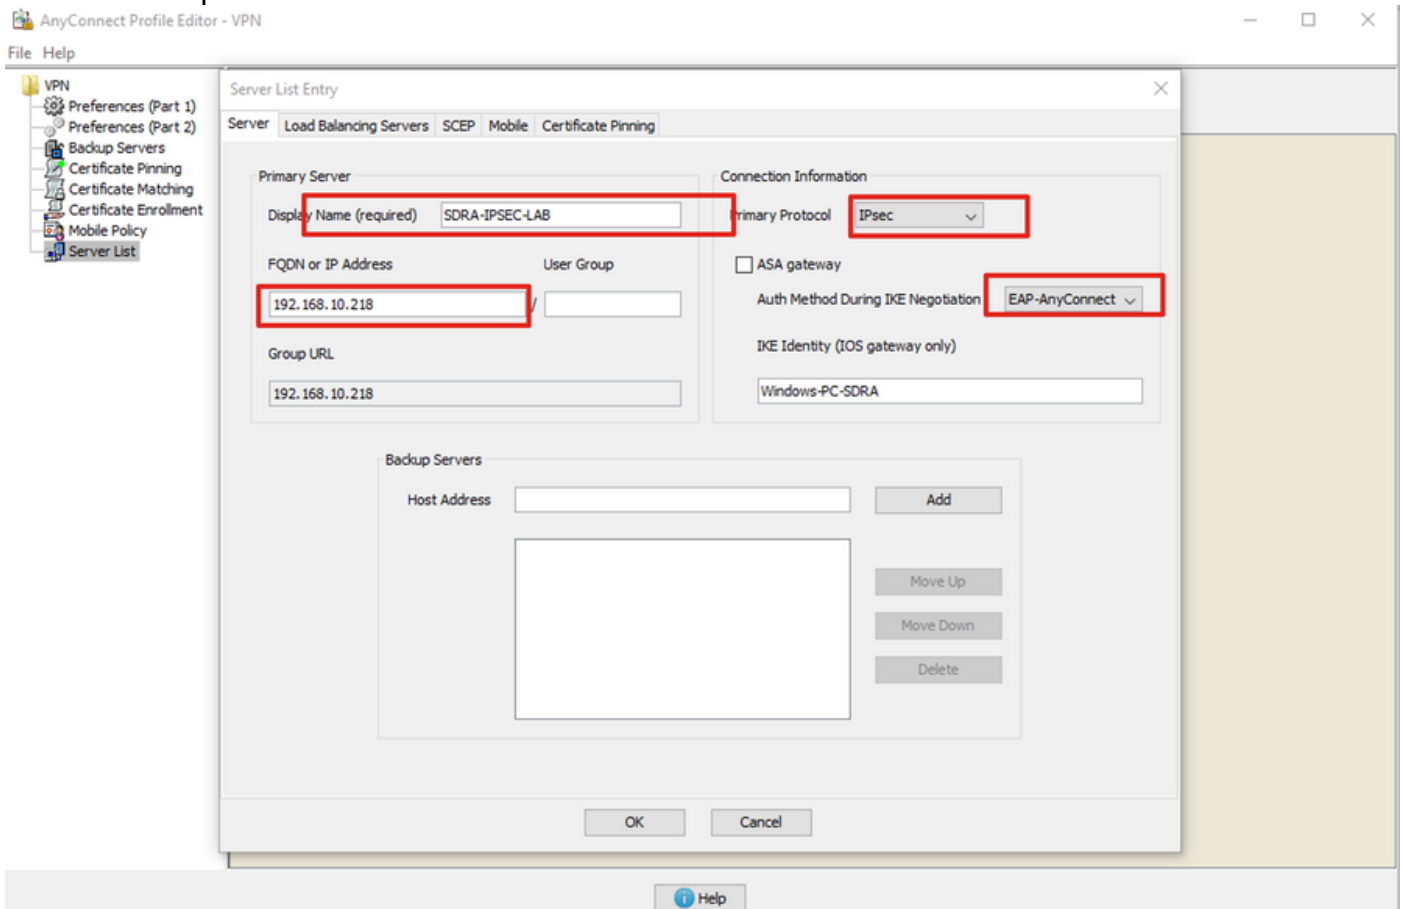 AnyConnect Profile Editor - VPN
File Help
VPN
Preferences (Part 1)
Preferences (Part 2)
Backup Servers
Certificate Pinning
Certificate Matching
Certificate Enrollment
Mobile Policy
Server List
Server List Entry
Server Load Balancing Servers SCEP Mobile Certificate Pinning
Primary Server
Display Name (required) SDRA-IPSEC-LAB
FQDN or IP Address User Group
192.168.10.218 /
Group URL
192.168.10.218
Connection Information
Primary Protocol IPsec
ASA gateway
Auth Method During IKE Negotiation EAP-AnyConnect
IKE Identity (IOS gateway only)
Windows-PC-SDRA
Backup Servers
Host Address Add
Move Up
Move Down
Delete
OK Cancel
Help